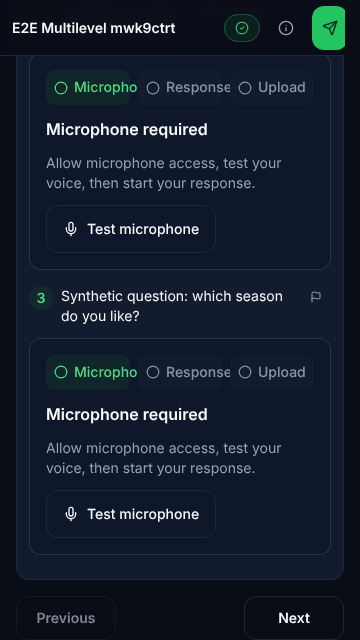 E2E Multilevel mwk9ctrt
Micropho Response Upload
Microphone required
Allow microphone access, test your
voice, then start your response.
Test microphone
3 Synthetic question: which season
do you like?
Micropho Response Upload
Microphone required
Allow microphone access, test your
voice, then start your response.
Test microphone
Previous Next